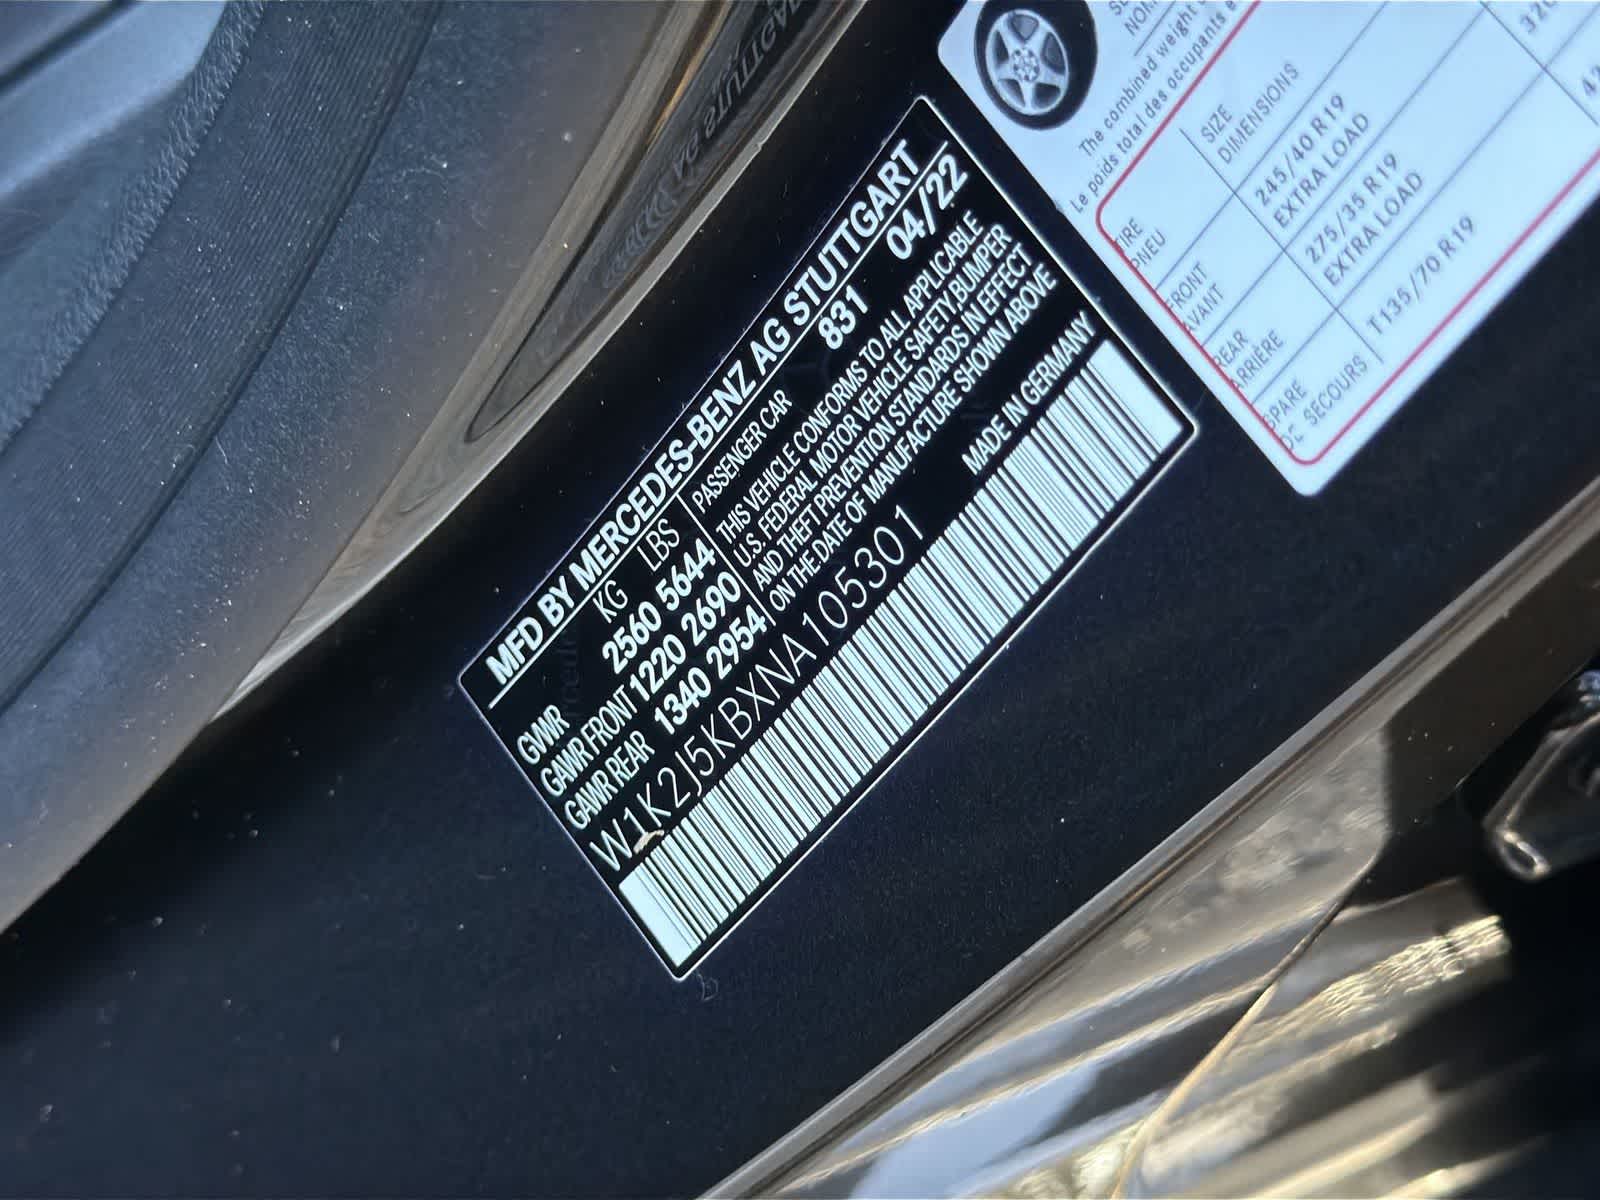 MFD BY MERCEDES-BENZ AG STUTTGART
KG LBS
831 04/22
GVWR 2560 5644
GAWR FRONT 1220 2690
GAWR REAR 1340 2954
PASSENGER CAR
THIS VEHICLE CONFORMS TO ALL APPLICABLE
U.S. FEDERAL MOTOR VEHICLE SAFETY,BUMPER
AND THEFT PREVENTION STANDARDS IN EFFECT
ON THE DATE OF MANUFACTURE SHOWN ABOVE
W1K2J5KBXNA105301
MADE IN GERMANY
The combined weight
Le poids total des occupants
SIZE
DIMENSIONS
PNEU
FRONT
AVANT
245/40 R19
EXTRA LOAD
REAR
ARRIÈRE
275/35 R19
EXTRA LOAD
SPARE
DE SECOURS
T135/70 R19